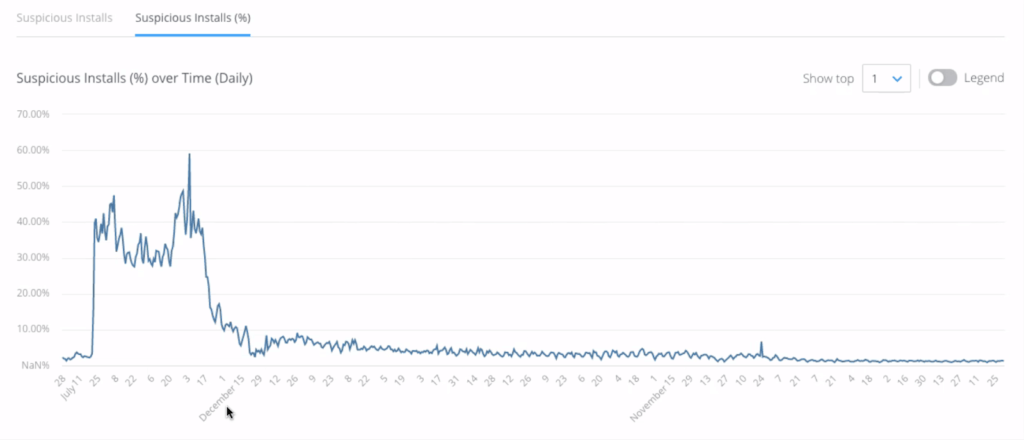 Suspicious Installs Suspicious Installs (%)
Suspicious Installs (%) over Time (Daily) Show top 1 Legend
70.00%
60.00%
50.00%
40.00%
30.00%
20.00%
10.00%
NaN%
28 July 11 25 8 22 6 20 3 17 1 December 15 29 12 26 9 23 8 22 5 19 3 17 31 14 28 12 26 9 23 6 20 4 18 1 November 15 29 13 27 10 24 7 21 7 21 4 18 2 16 30 13 27 11 25